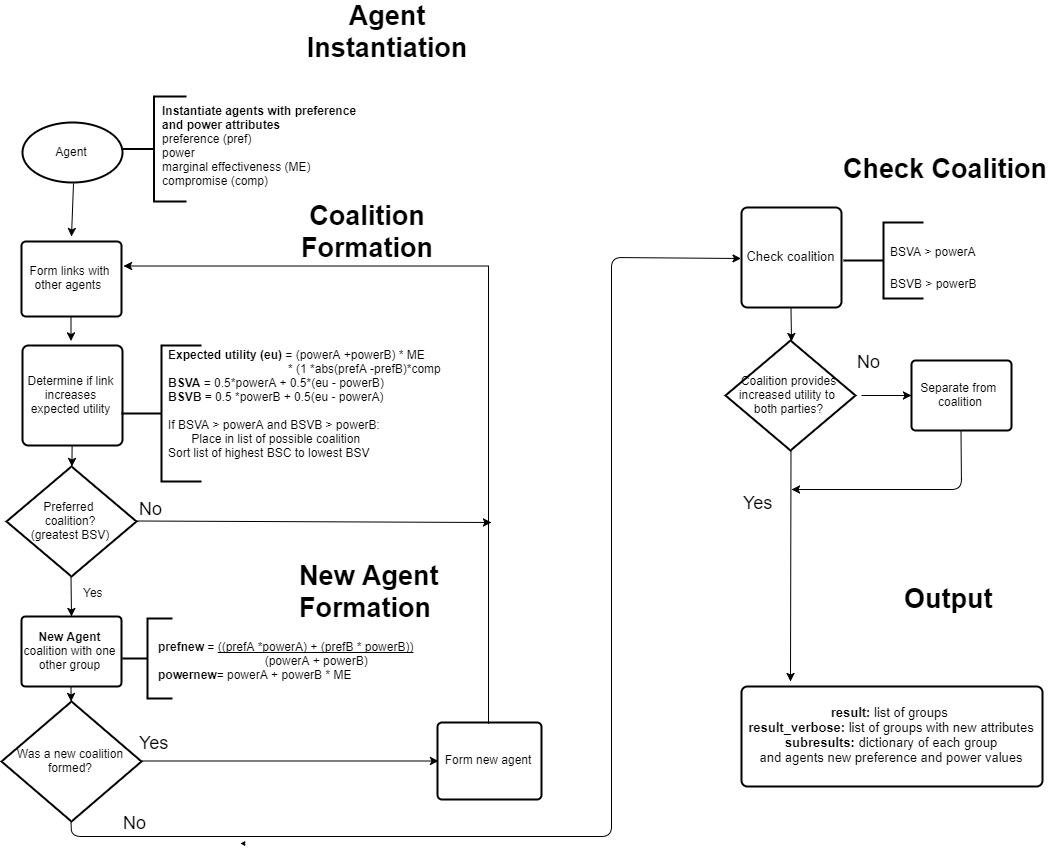 Agent
Instantiation
Instantiate agents with preference
and power attributes
preference (pref)
power
marginal effectiveness (ME)
compromise (comp)
Agent
Coalition
Formation
Form links with
other agents
Determine if link
increases
expected utility
Expected utility (eu) = (powerA +powerB) * ME
* (1 *abs(prefA -prefB)*comp
BSVA = 0.5*powerA + 0.5*(eu - powerB)
BSVB = 0.5 *powerB + 0.5(eu - powerA)
If BSVA > powerA and BSVB > powerB:
Place in list of possible coalition
Sort list of highest BSC to lowest BSV
Preferred
coalition?
(greatest BSV)
No
Yes
New Agent
Formation
New Agent
coalition with one
other group
prefnew = ((prefA *powerA) + (prefB * powerB))
(powerA + powerB)
powernew= powerA + powerB * ME
Was a new coalition
formed?
Yes
Form new agent
No
Check Coalition
Check coalition
BSVA > powerA
BSVB > powerB
Coalition provides
increased utility to
both parties?
No
Separate from
coalition
Yes
Output
result: list of groups
result_verbose: list of groups with new attributes
subresults: dictionary of each group
and agents new preference and power values